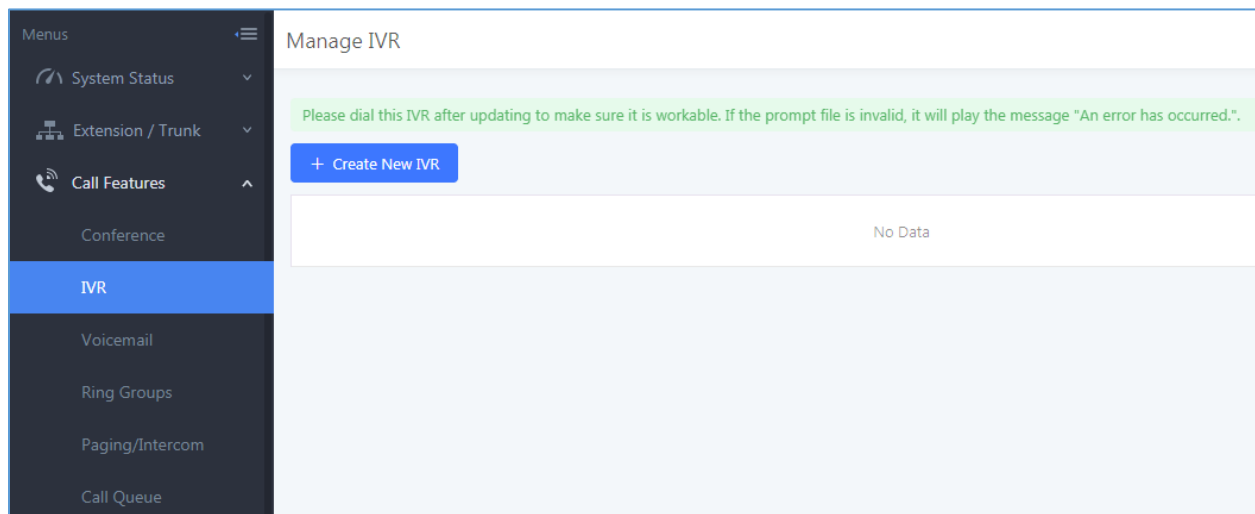 Menus
System Status
Extension / Trunk
Call Features
Conference
IVR
Voicemail
Ring Groups
Paging/Intercom
Call Queue
Manage IVR
Please dial this IVR after updating to make sure it is workable. If the prompt file is invalid, it will play the message "An error has occurred.".
+ Create New IVR
No Data